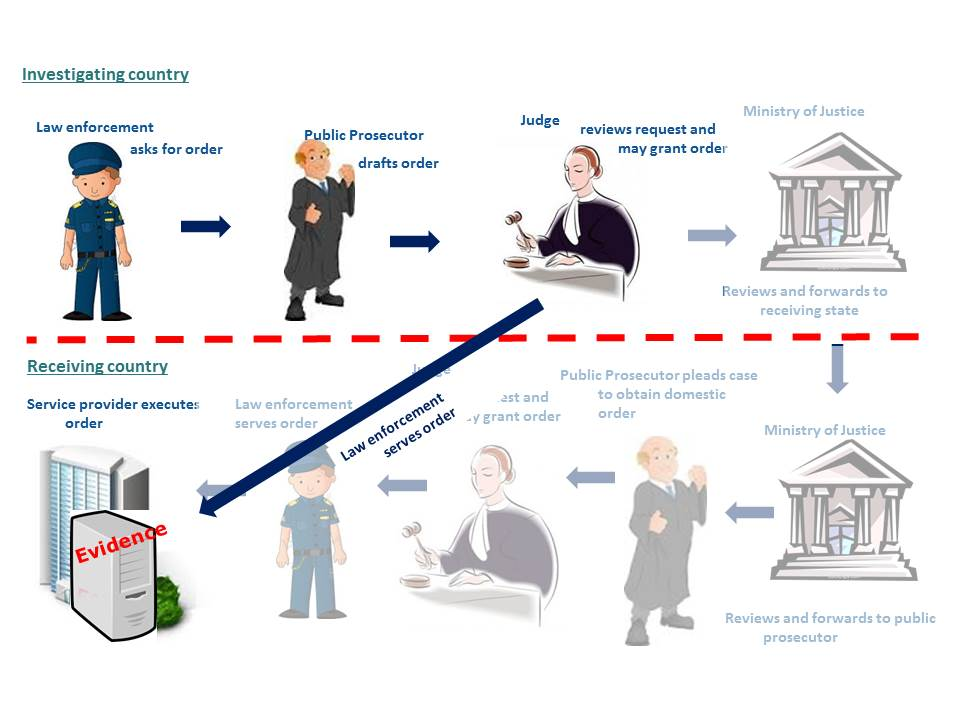 Investigating country
Law enforcement
asks for order
Public Prosecutor
drafts order
Judge
reviews request and
may grant order
Ministry of Justice
Reviews and forwards to
receiving state
Receiving country
Service provider executes
order
Law enforcement
serves order
Law enforcement
serves order
and
grant order
Public Prosecutor pleads case
to obtain domestic
order
Ministry of Justice
Reviews and forwards to public
prosecutor
Evidence